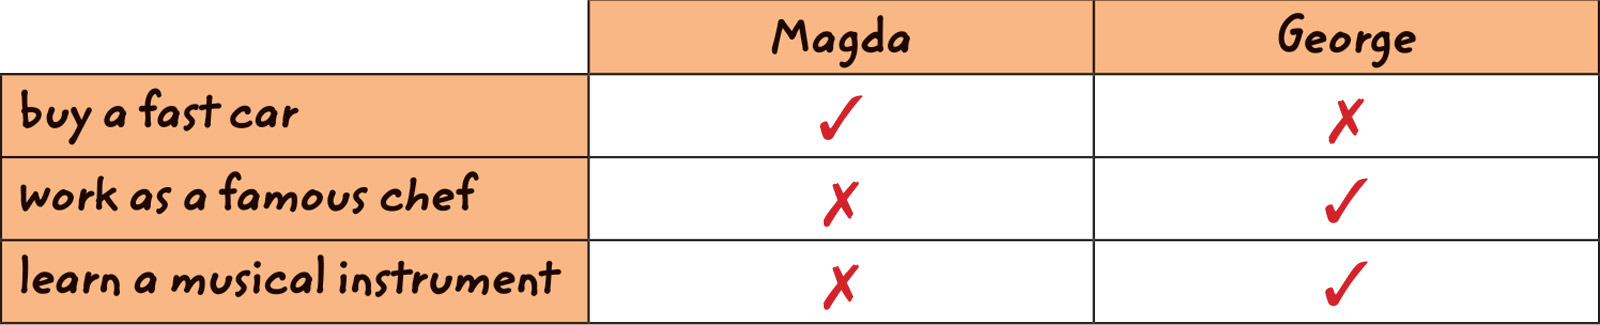 Magda George
buy a fast car ✓ ✗
work as a famous chef ✗ ✓
learn a musical instrument ✗ ✓